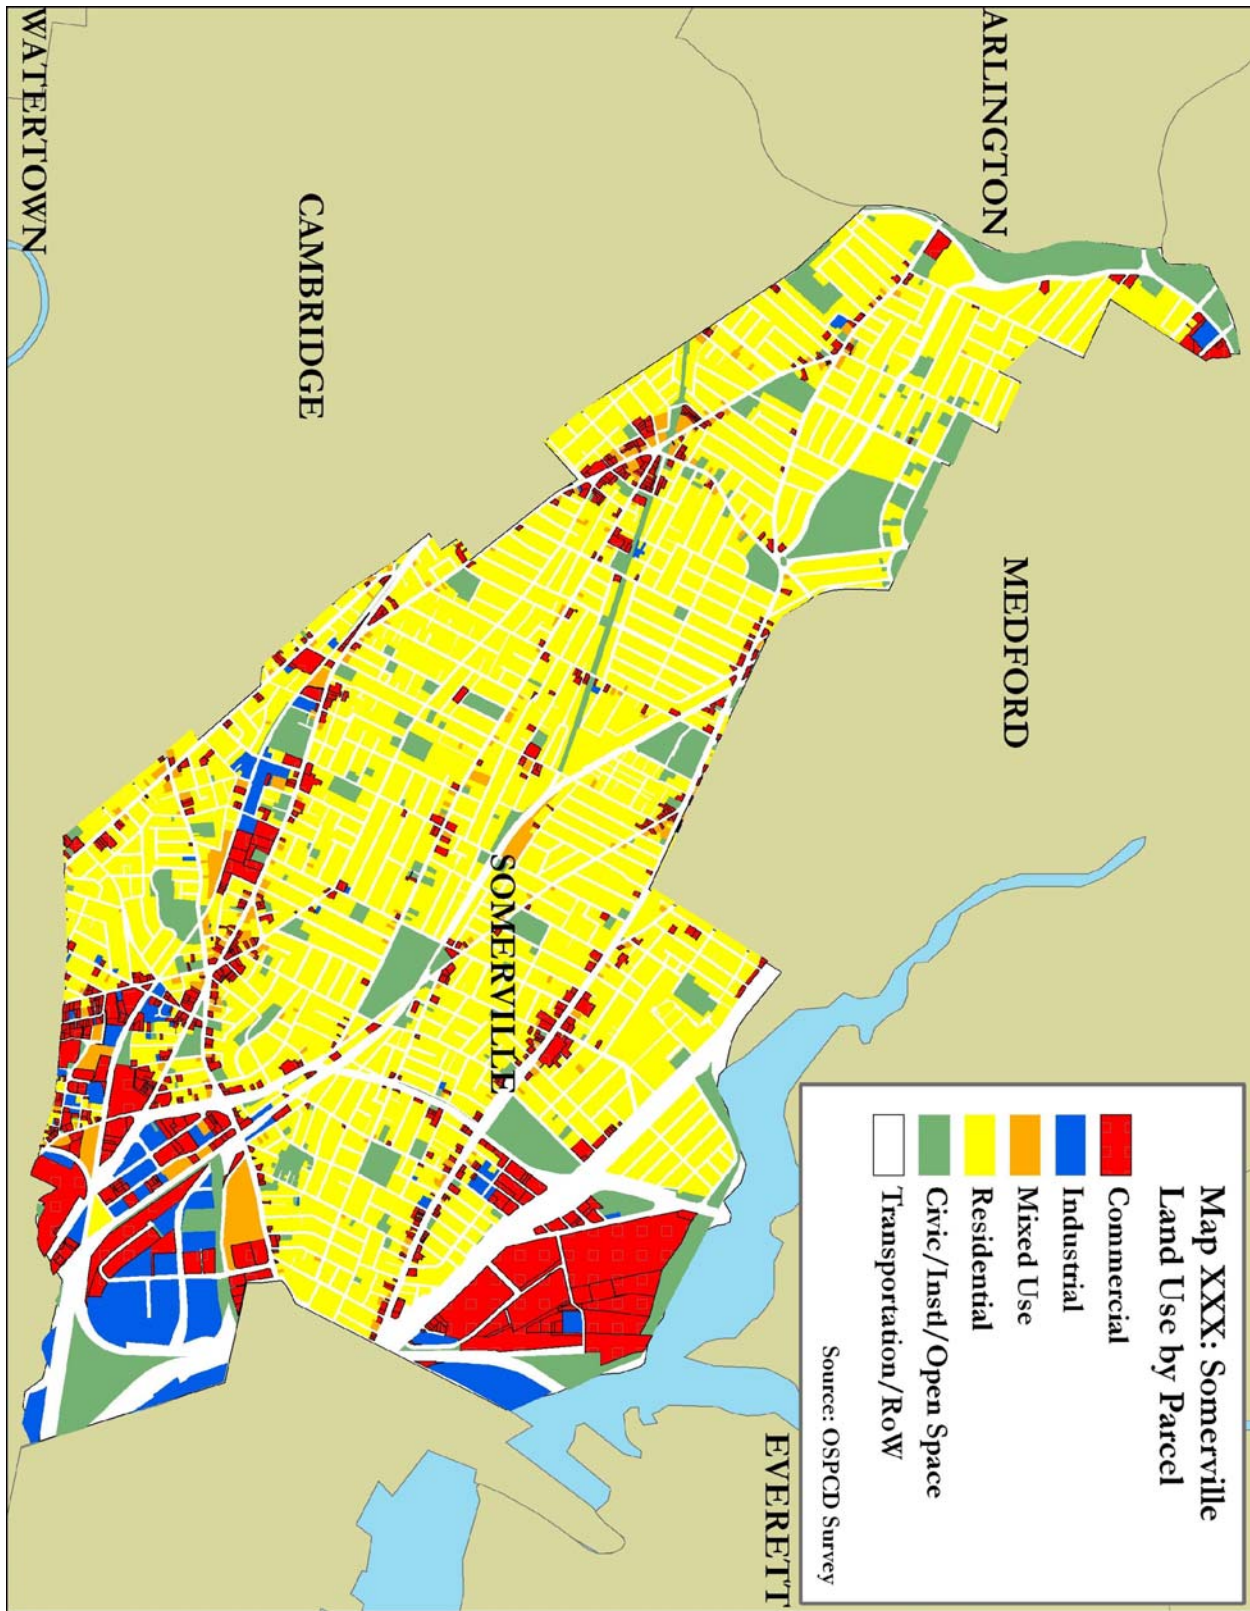 ARLINGTON
WATERTOWN
CAMBRIDGE
MEDFORD
SOMERVILLE
EVERETT
Map XXX: Somerville
Land Use by Parcel
Commercial
Industrial
Mixed Use
Residential
Civic/Instl/Open Space
Transportation/RoW
Source: OSPCD Survey